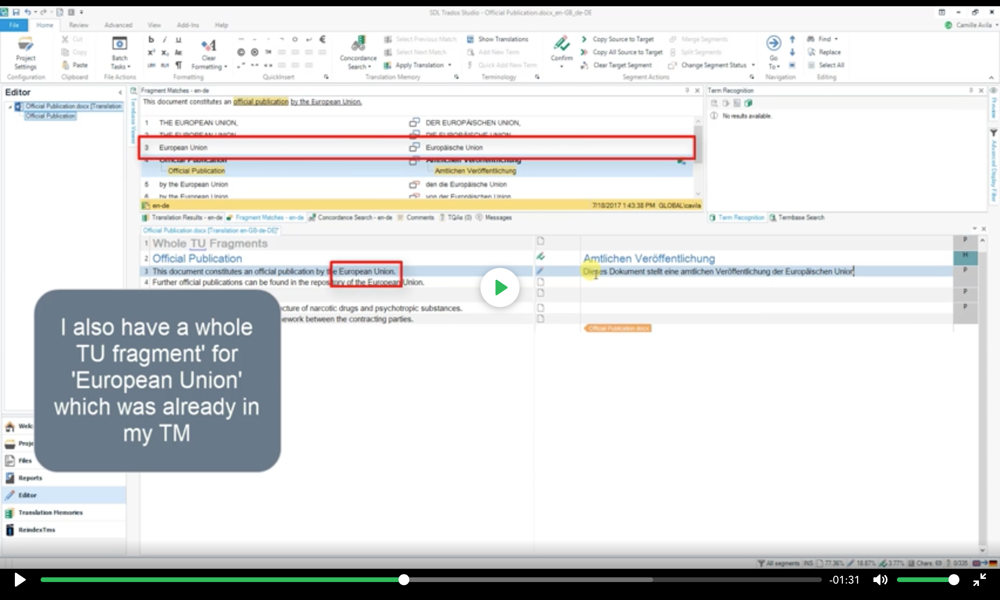 SDL Trados Studio - Official Publication.docx_en-GB_de-DE
File Home Review Advanced View Add-Ins Help
Camille Avila
Project Settings
Configuration
Cut
Copy
Paste
Clipboard
Batch Tasks
File Actions
Clear Formatting
Formatting
QuickInsert
Concordance Search
Select Previous Match
Select Next Match
Apply Translation
Translation Memory
Show Translations
Add New Term
Quick Add New Term
Terminology
Confirm
Copy Source to Target
Copy All Source to Target
Clear Target Segment
Merge Segments
Split Segments
Change Segment Status
Segment Actions
Go To
Navigation
Find
Replace
Select All
Editing
Editor
Official Publication.docx [Translation
Official Publication
Termbase Viewer
Fragment Matches - en-de
This document constitutes an official publication by the European Union.
1 THE EUROPEAN UNION, DER EUROPÄISCHEN UNION,
2 THE EUROPEAN UNION DIE EUROPÄISCHE UNION
3 European Union Europäische Union
4 Official Publication Amtlichen Veröffentlichung
Official Publication Amtlichen Veröffentlichung
5 by the European Union den die Europäische Union
6 by the European Union von der Europäischen Union
en-de 7/18/2017 1:43:38 PM GLOBAL\cavila
Translation Results - en-de Fragment Matches - en-de Concordance Search - en-de Comments TQAs (0) Messages
Term Recognition
No results available.
Term Recognition Termbase Search
Preview
Advanced Display Filter
Official Publication.docx [Translation en-GB-de-DE]*
1 Whole TU Fragments P
2 Official Publication Amtlichen Veröffentlichung H
3 This document constitutes an official publication by the European Union. Dieses Dokument stellt eine amtlichen Veröffentlichung der Europäischen Union P
4 Further official publications can be found in the repository of the European Union.
P
cture of narcotic drugs and psychotropic substances. P
ework between the contracting parties.
Official Publication.docx
I also have a whole
TU fragment' for
'European Union'
which was already in
my TM
Welc
Proje
Files
Reports
Editor
Translation Memories
ReindexTms
All segments INS 77.36% 18.87% 3.77% Chars: 69 0/335
-01:31